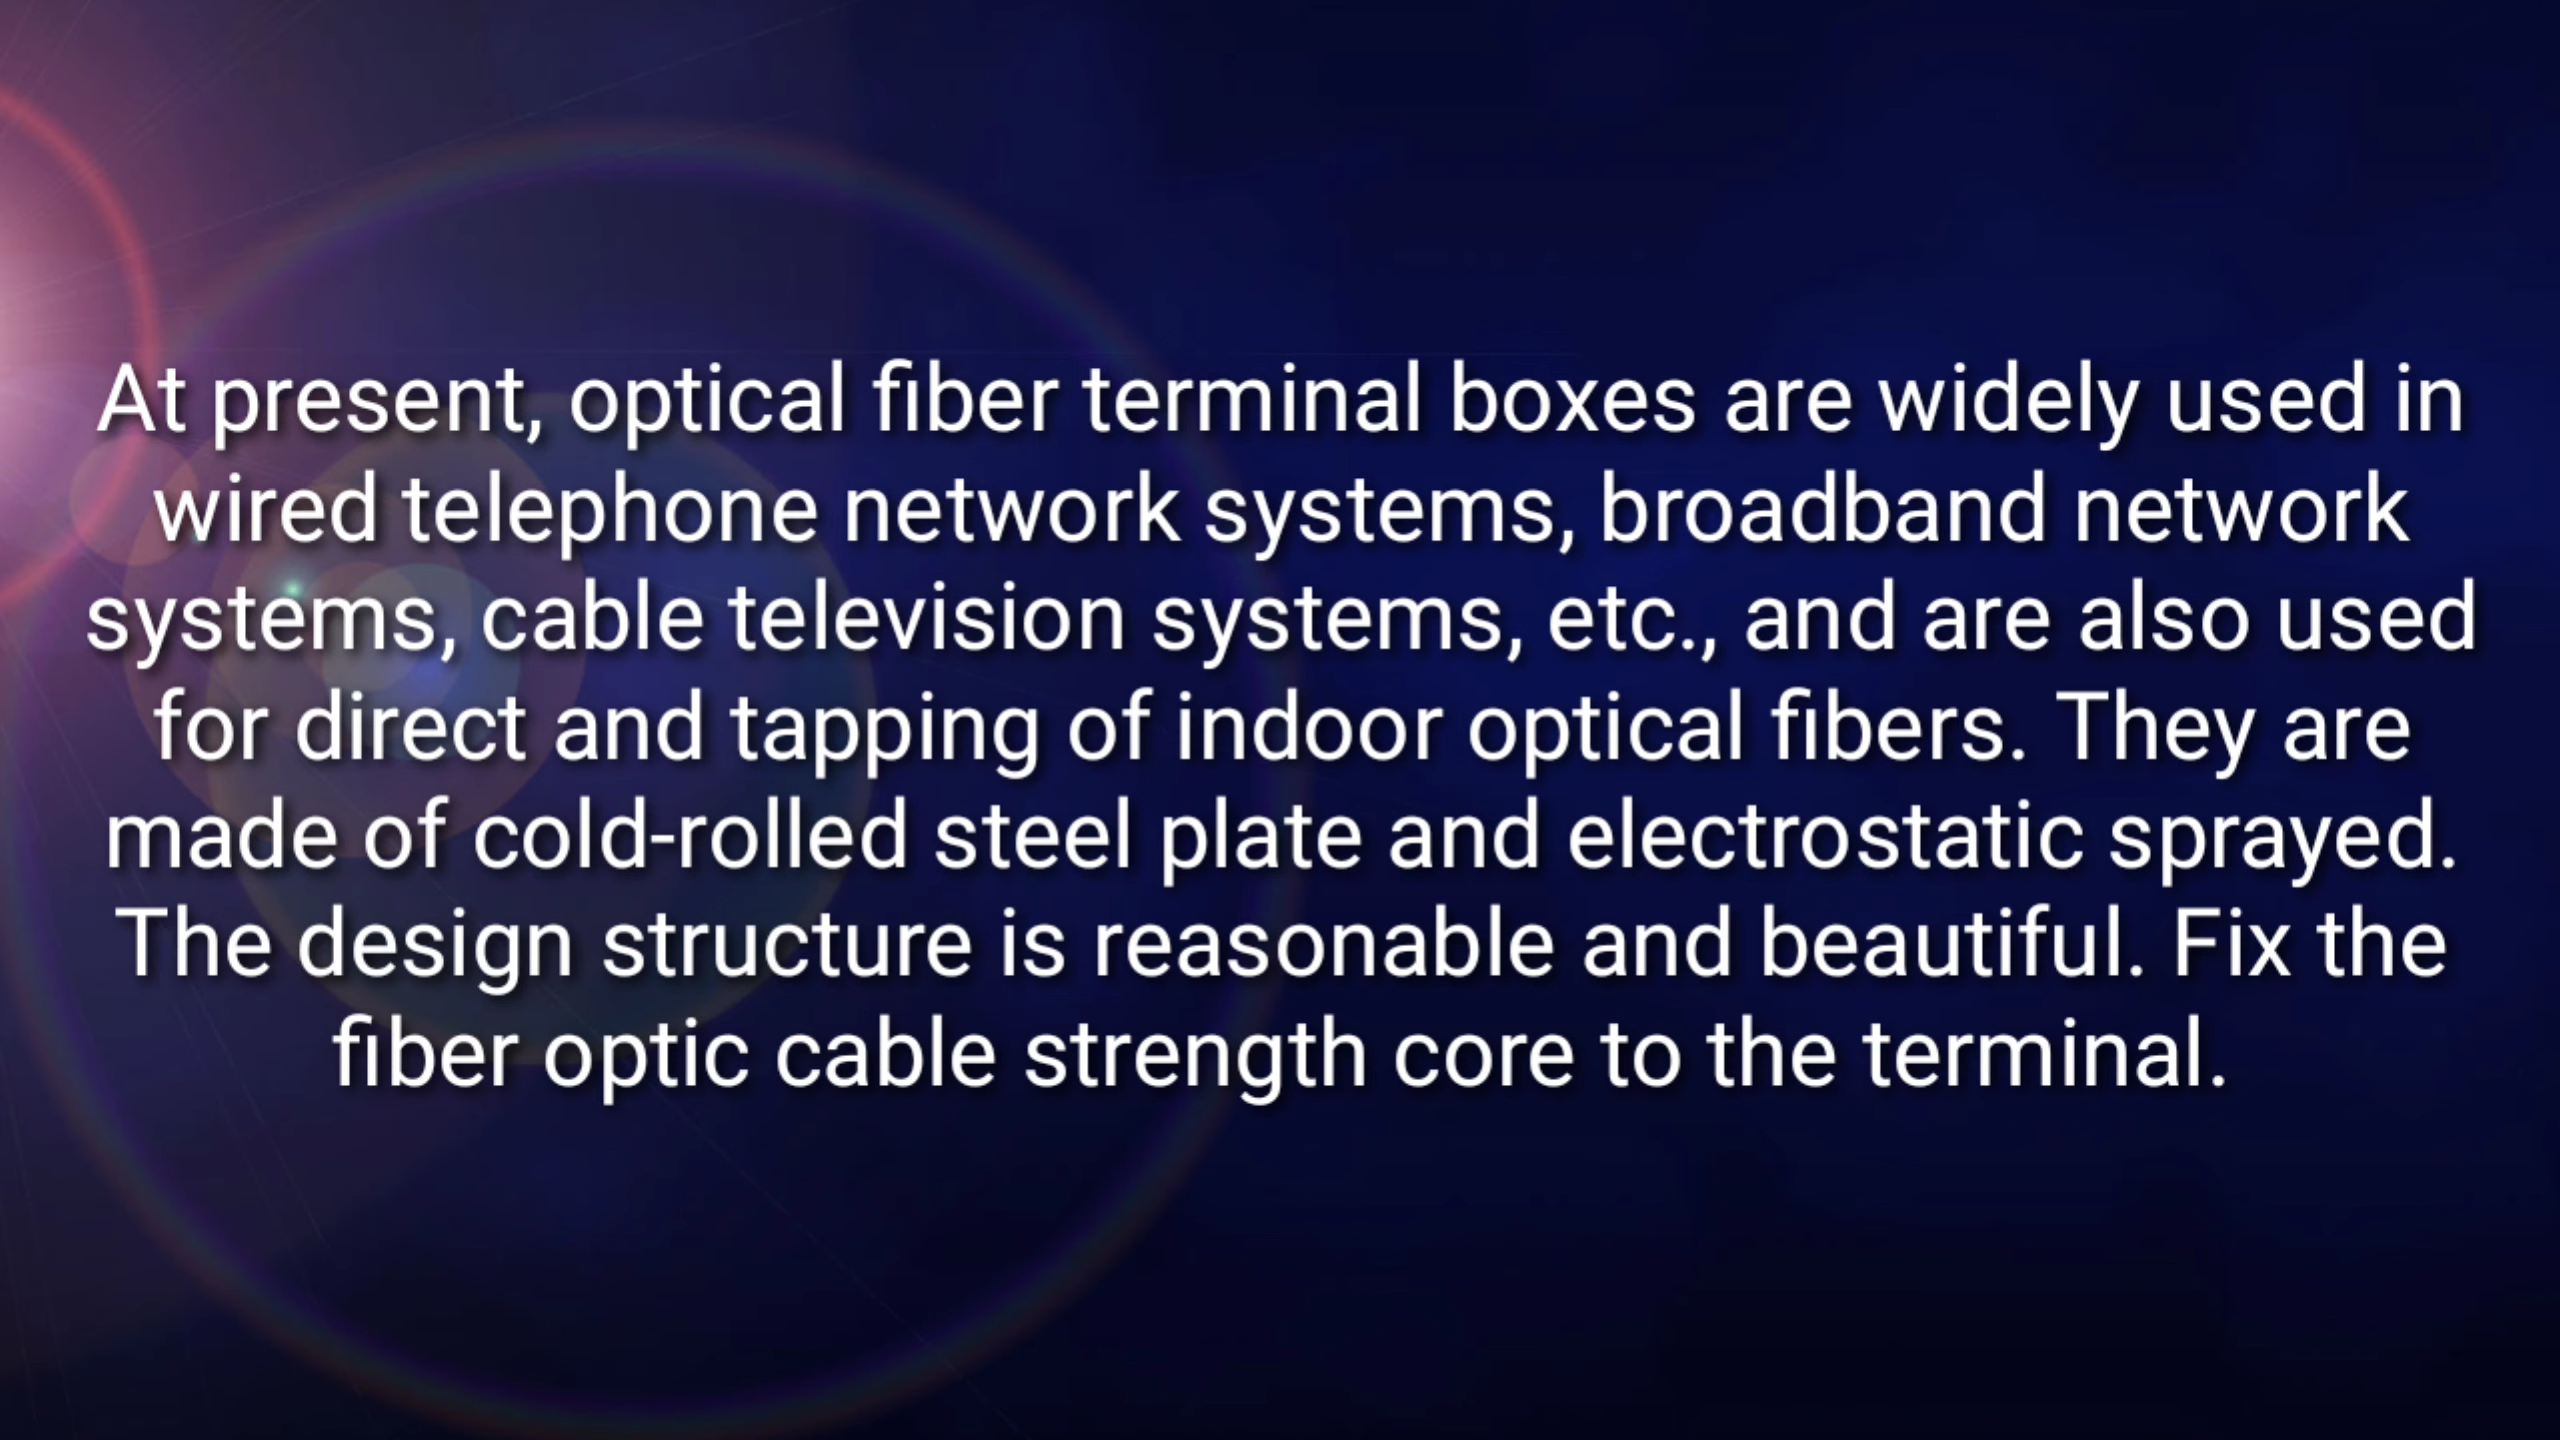 At present, optical fiber terminal boxes are widely used in
wired telephone network systems, broadband network
systems, cable television systems, etc., and are also used
for direct and tapping of indoor optical fibers. They are
made of cold-rolled steel plate and electrostatic sprayed.
The design structure is reasonable and beautiful. Fix the
fiber optic cable strength core to the terminal.